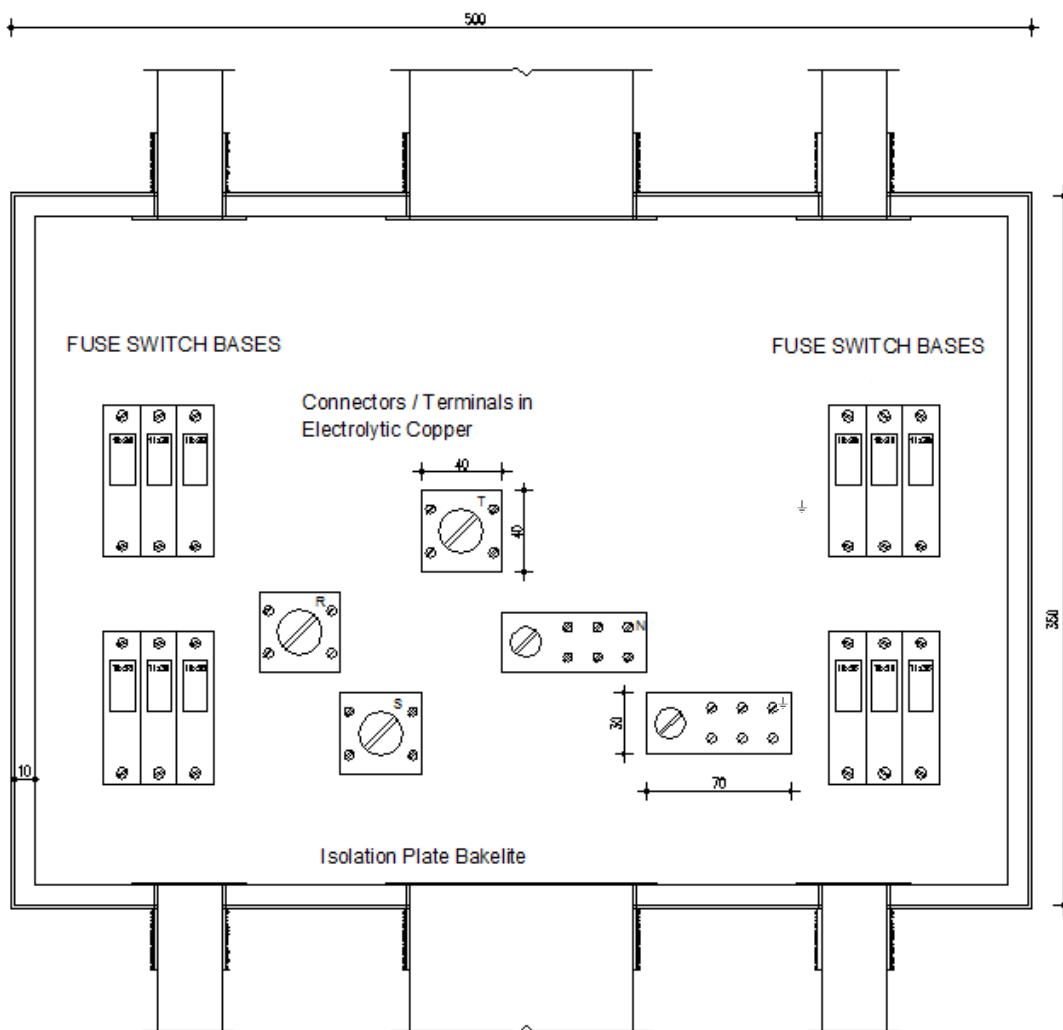 500
FUSE SWITCH BASES
FUSE SWITCH BASES
Connectors / Terminals in
Electrolytic Copper
40
T
40
R
N
350
S
30
10
70
Isolation Plate Bakelite